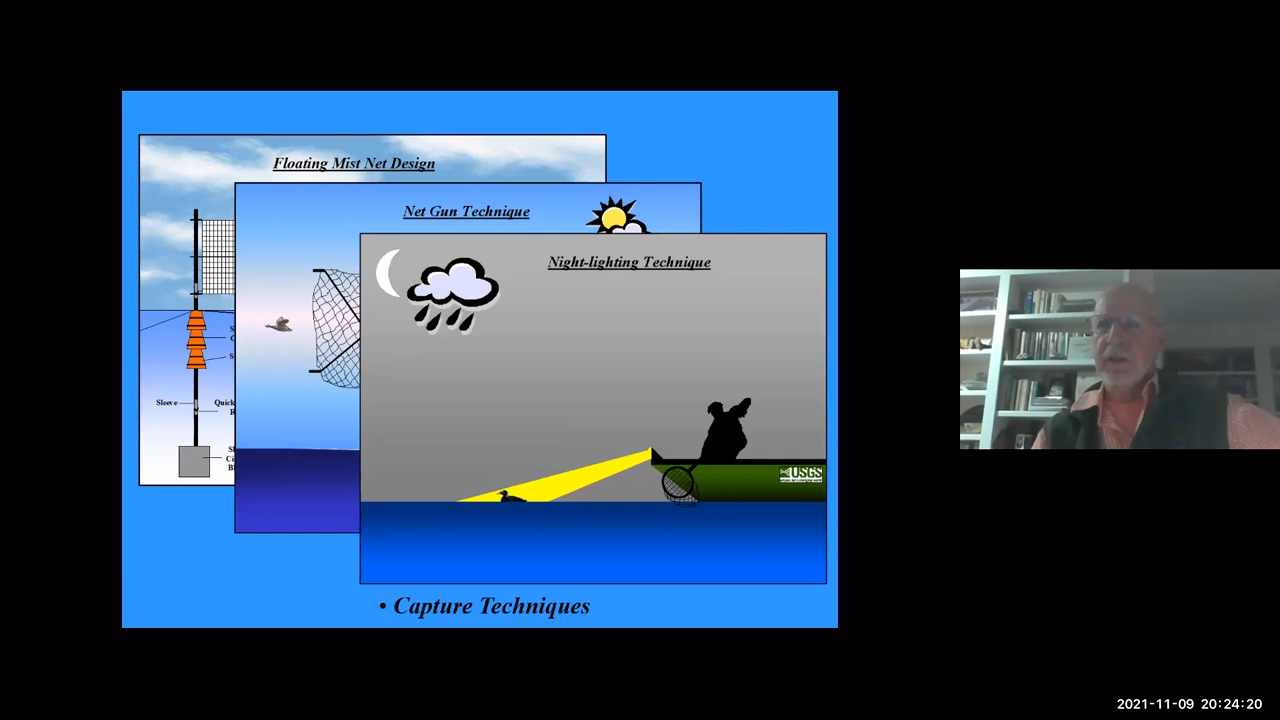 Floating Mist Net Design
Net Gun Technique
Night-lighting Technique
Sleeve
Quick
USGS
• Capture Techniques
2021-11-09 20:24:20